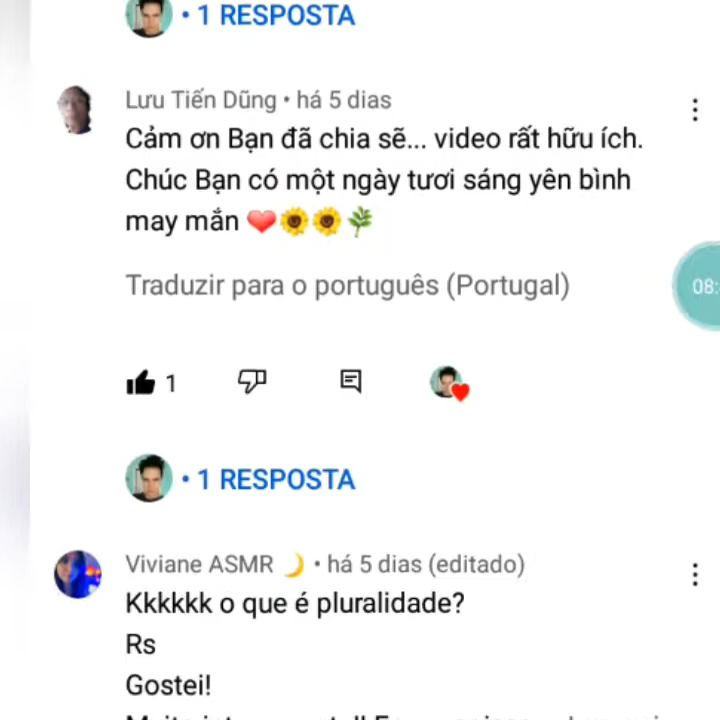 • 1 RESPOSTA
Lưu Tiến Dũng • há 5 dias
Cảm ơn Bạn đã chia sẽ... video rất hữu ích.
Chúc Bạn có một ngày tươi sáng yên bình
may mắn ❤️🌻🌻🌿
Traduzir para o português (Portugal)
08:
1
• 1 RESPOSTA
Viviane ASMR 🌙 • há 5 dias (editado)
Kkkkkk o que é pluralidade?
Rs
Gostei!